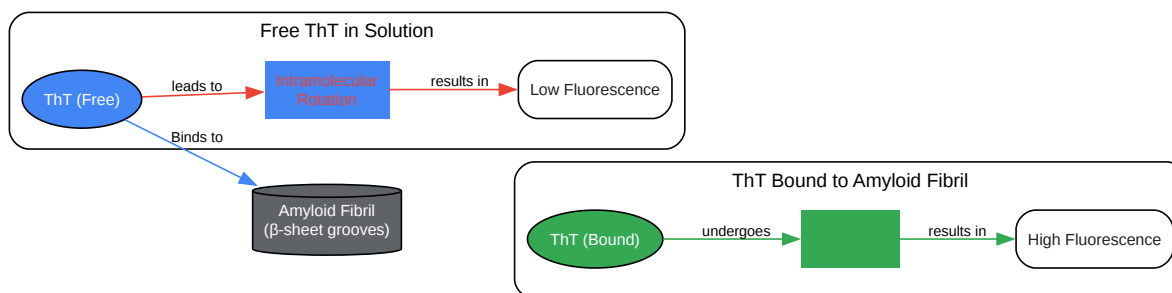 Free ThT in Solution
ThT (Free)
leads to
Intramolecular
Rotation
results in
Low Fluorescence
Binds to
Amyloid Fibril
(β-sheet grooves)
ThT Bound to Amyloid Fibril
ThT (Bound)
undergoes
results in
High Fluorescence